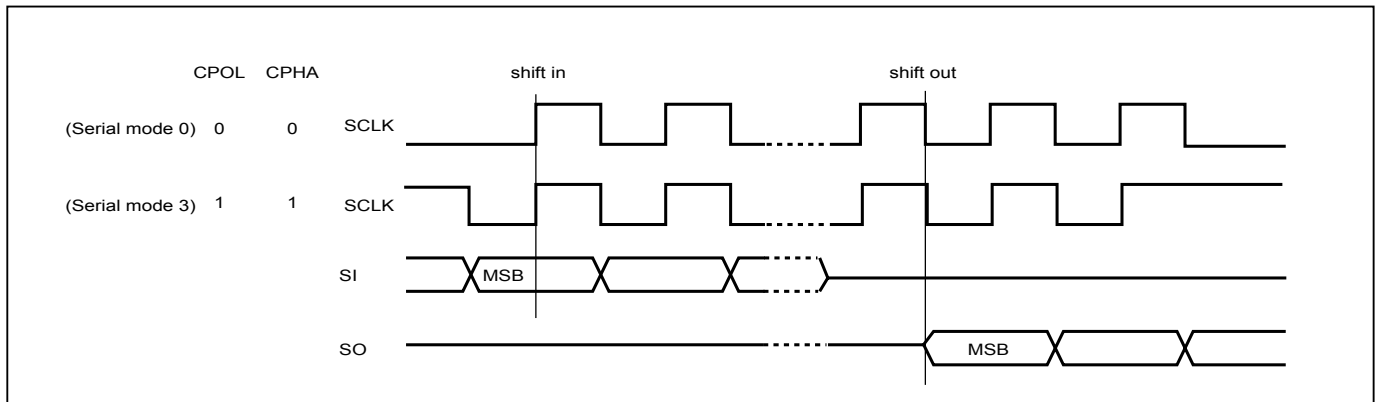 CPOL CPHA shift in shift out
(Serial mode 0) 0 0 SCLK
(Serial mode 3) 1 1 SCLK
SI MSB
SO MSB